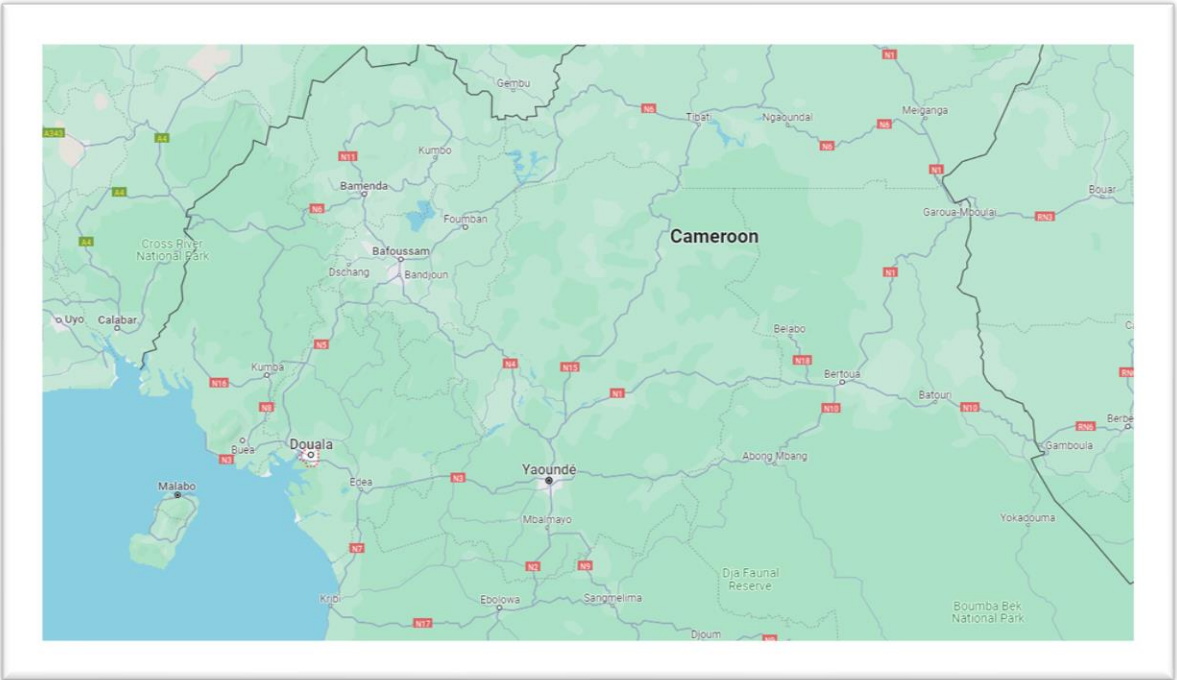 N1
Gembu
N6
Tibati
Ngaoundal
Meiganga
A343
A4
N6
N6
N11
Kumbo
N1
A4
Bamenda
Bouar
N6
Foumban
Garoua-Mboulai
RN3
Cameroon
A4
Cross River
National Park
Bafoussam
Dschang
Bandjoun
N1
Uyo
Calabar
Belabo
N5
N18
N4
N15
Kumba
N16
Bertoua
N1
Batouri
N8
N10
N10
RN6
Buea
Douala
Gamboula
N3
Abong Mbang
Yaoundé
N3
Edea
Malabo
Mbalmayo
Yokadouma
N7
N2
N9
Dja Faunal
Reserve
Kribi
Ebolowa
Sangmelima
Boumba Bek
National Park
N17
Djoum